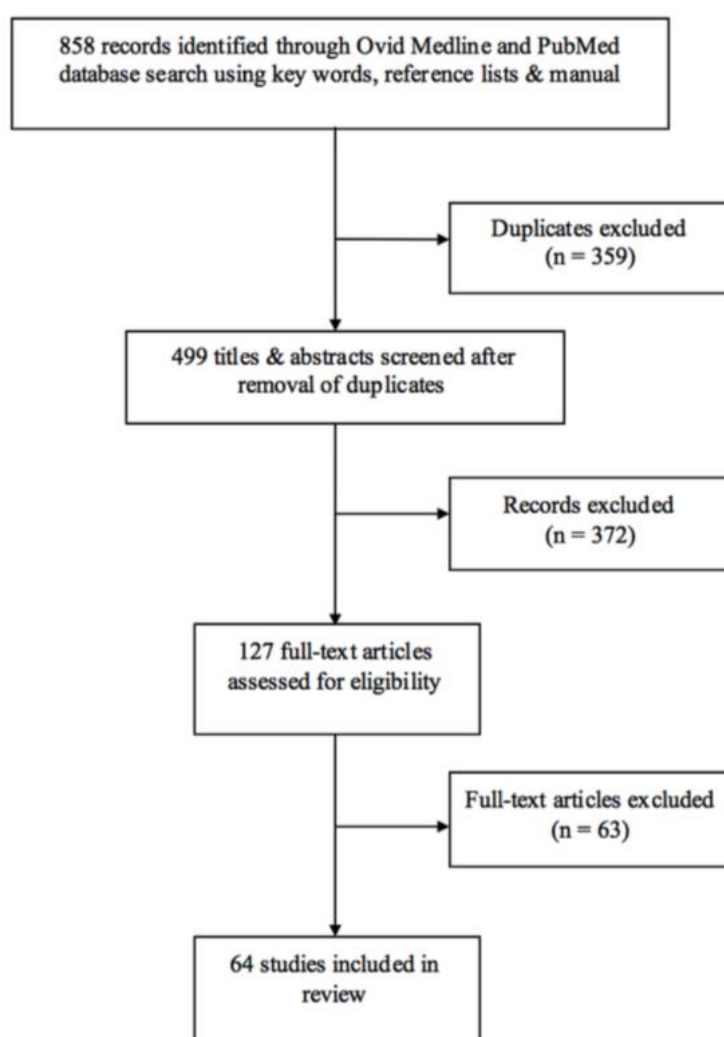 858 records identified through Ovid Medline and PubMed
database search using key words, reference lists & manual
Duplicates excluded
(n = 359)
499 titles & abstracts screened after
removal of duplicates
Records excluded
(n = 372)
127 full-text articles
assessed for eligibility
Full-text articles excluded
(n = 63)
64 studies included in
review